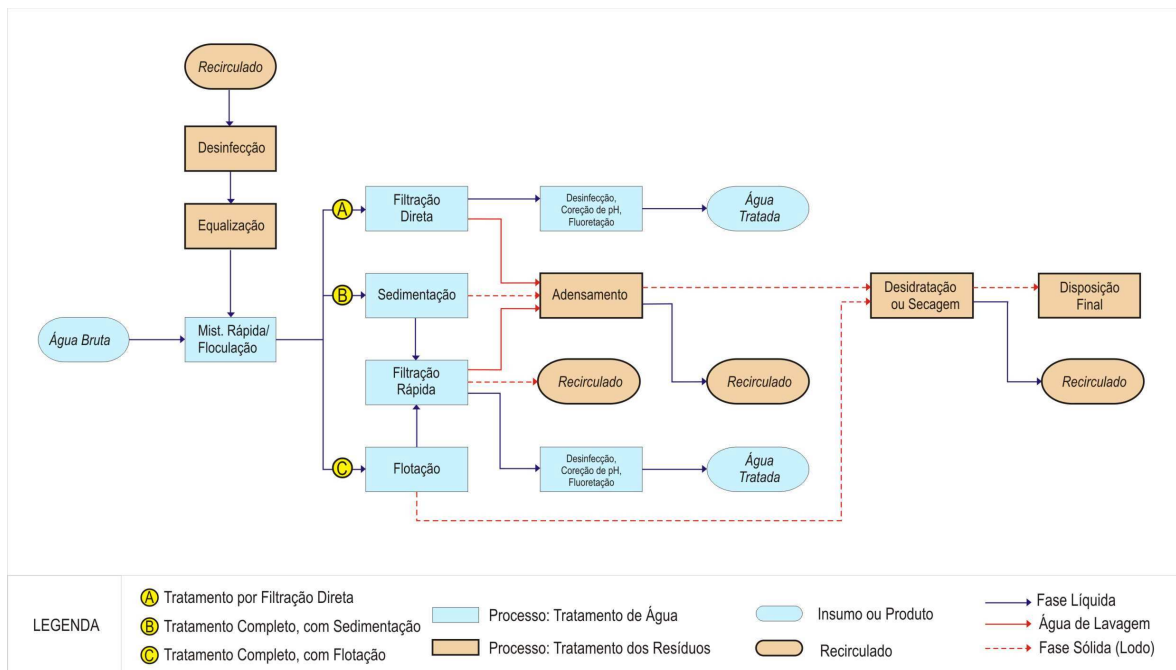 Recirculado
Desinfecção
Equalização
Água Bruta
Mist. Rápida/
Floculação
A
Filtração
Direta
Desinfecção,
Coreção de pH,
Fluoretação
Água
Tratada
B
Sedimentação
Adensamento
Desidratação
ou Secagem
Disposição
Final
Filtração
Rápida
Recirculado
Recirculado
Recirculado
C
Flotação
Desinfecção,
Coreção de pH,
Fluoretação
Água
Tratada
LEGENDA
A Tratamento por Filtração Direta
B Tratamento Completo, com Sedimentação
C Tratamento Completo, com Flotação
Processo: Tratamento de Água
Processo: Tratamento dos Resíduos
Insumo ou Produto
Recirculado
Fase Líquida
Água de Lavagem
Fase Sólida (Lodo)